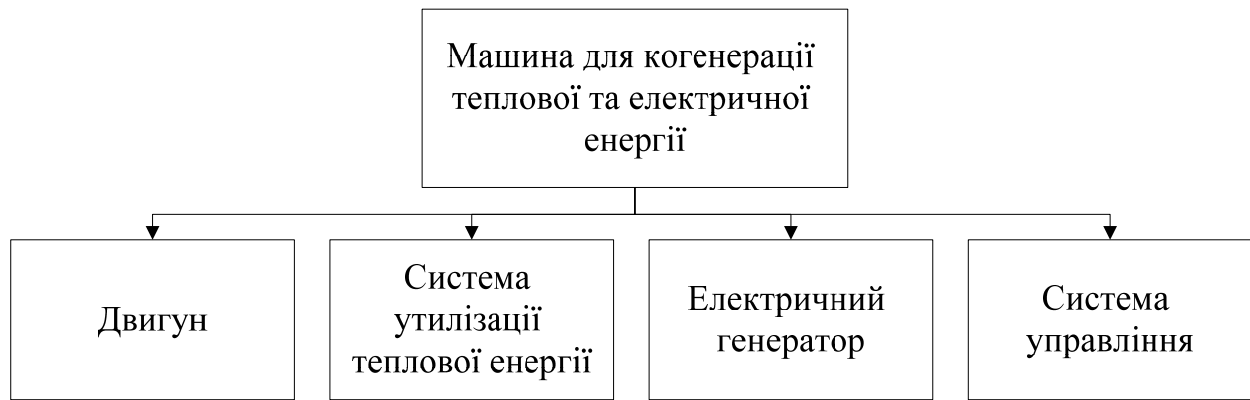 Машина для когенерації
теплової та електричної
енергії
Двигун
Система
утилізації
теплової енергії
Електричний
генератор
Система
управління